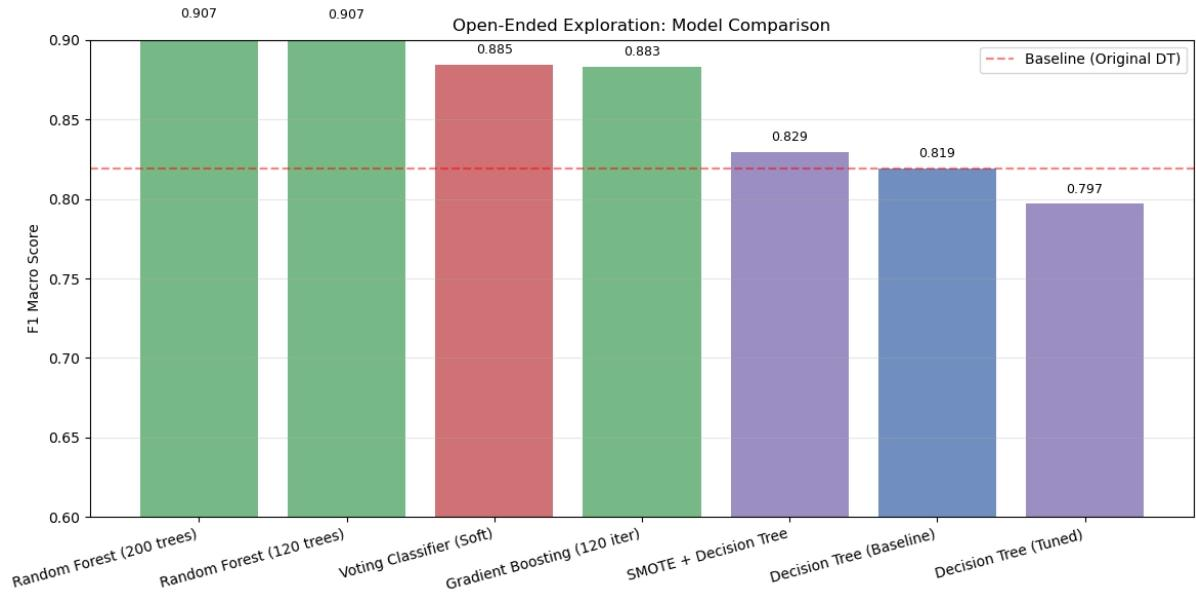 Open-Ended Exploration: Model Comparison
0.907
0.907
0.885
0.883
0.829
0.819
0.797
Baseline (Original DT)
F1 Macro Score
0.90
0.85
0.80
0.75
0.70
0.65
0.60
Random Forest (200 trees)
Random Forest (120 trees)
Voting Classifier (Soft)
Gradient Boosting (120 iter)
SMOTE + Decision Tree
Decision Tree (Baseline)
Decision Tree (Tuned)